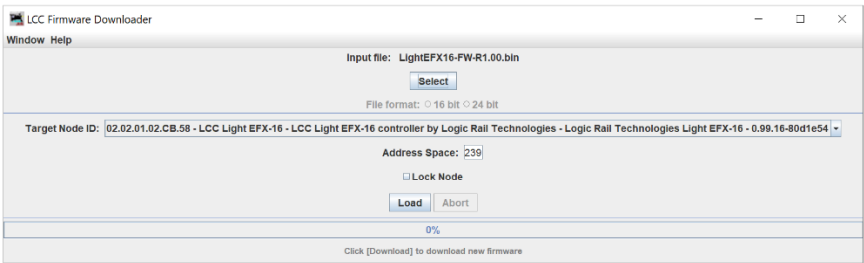 LCC Firmware Downloader
Window Help
Input file: LightEFX16-FW-R1.00.bin
Select
File format: 16 bit 24 bit
Target Node ID: 02.02.01.02.CB.58 - LCC Light EFX-16 - LCC Light EFX-16 controller by Logic Rail Technologies - Logic Rail Technologies Light EFX-16 - 0.99.16-80d1e54
Address Space: 239
Lock Node
Load Abort
0%
Click [Download] to download new firmware